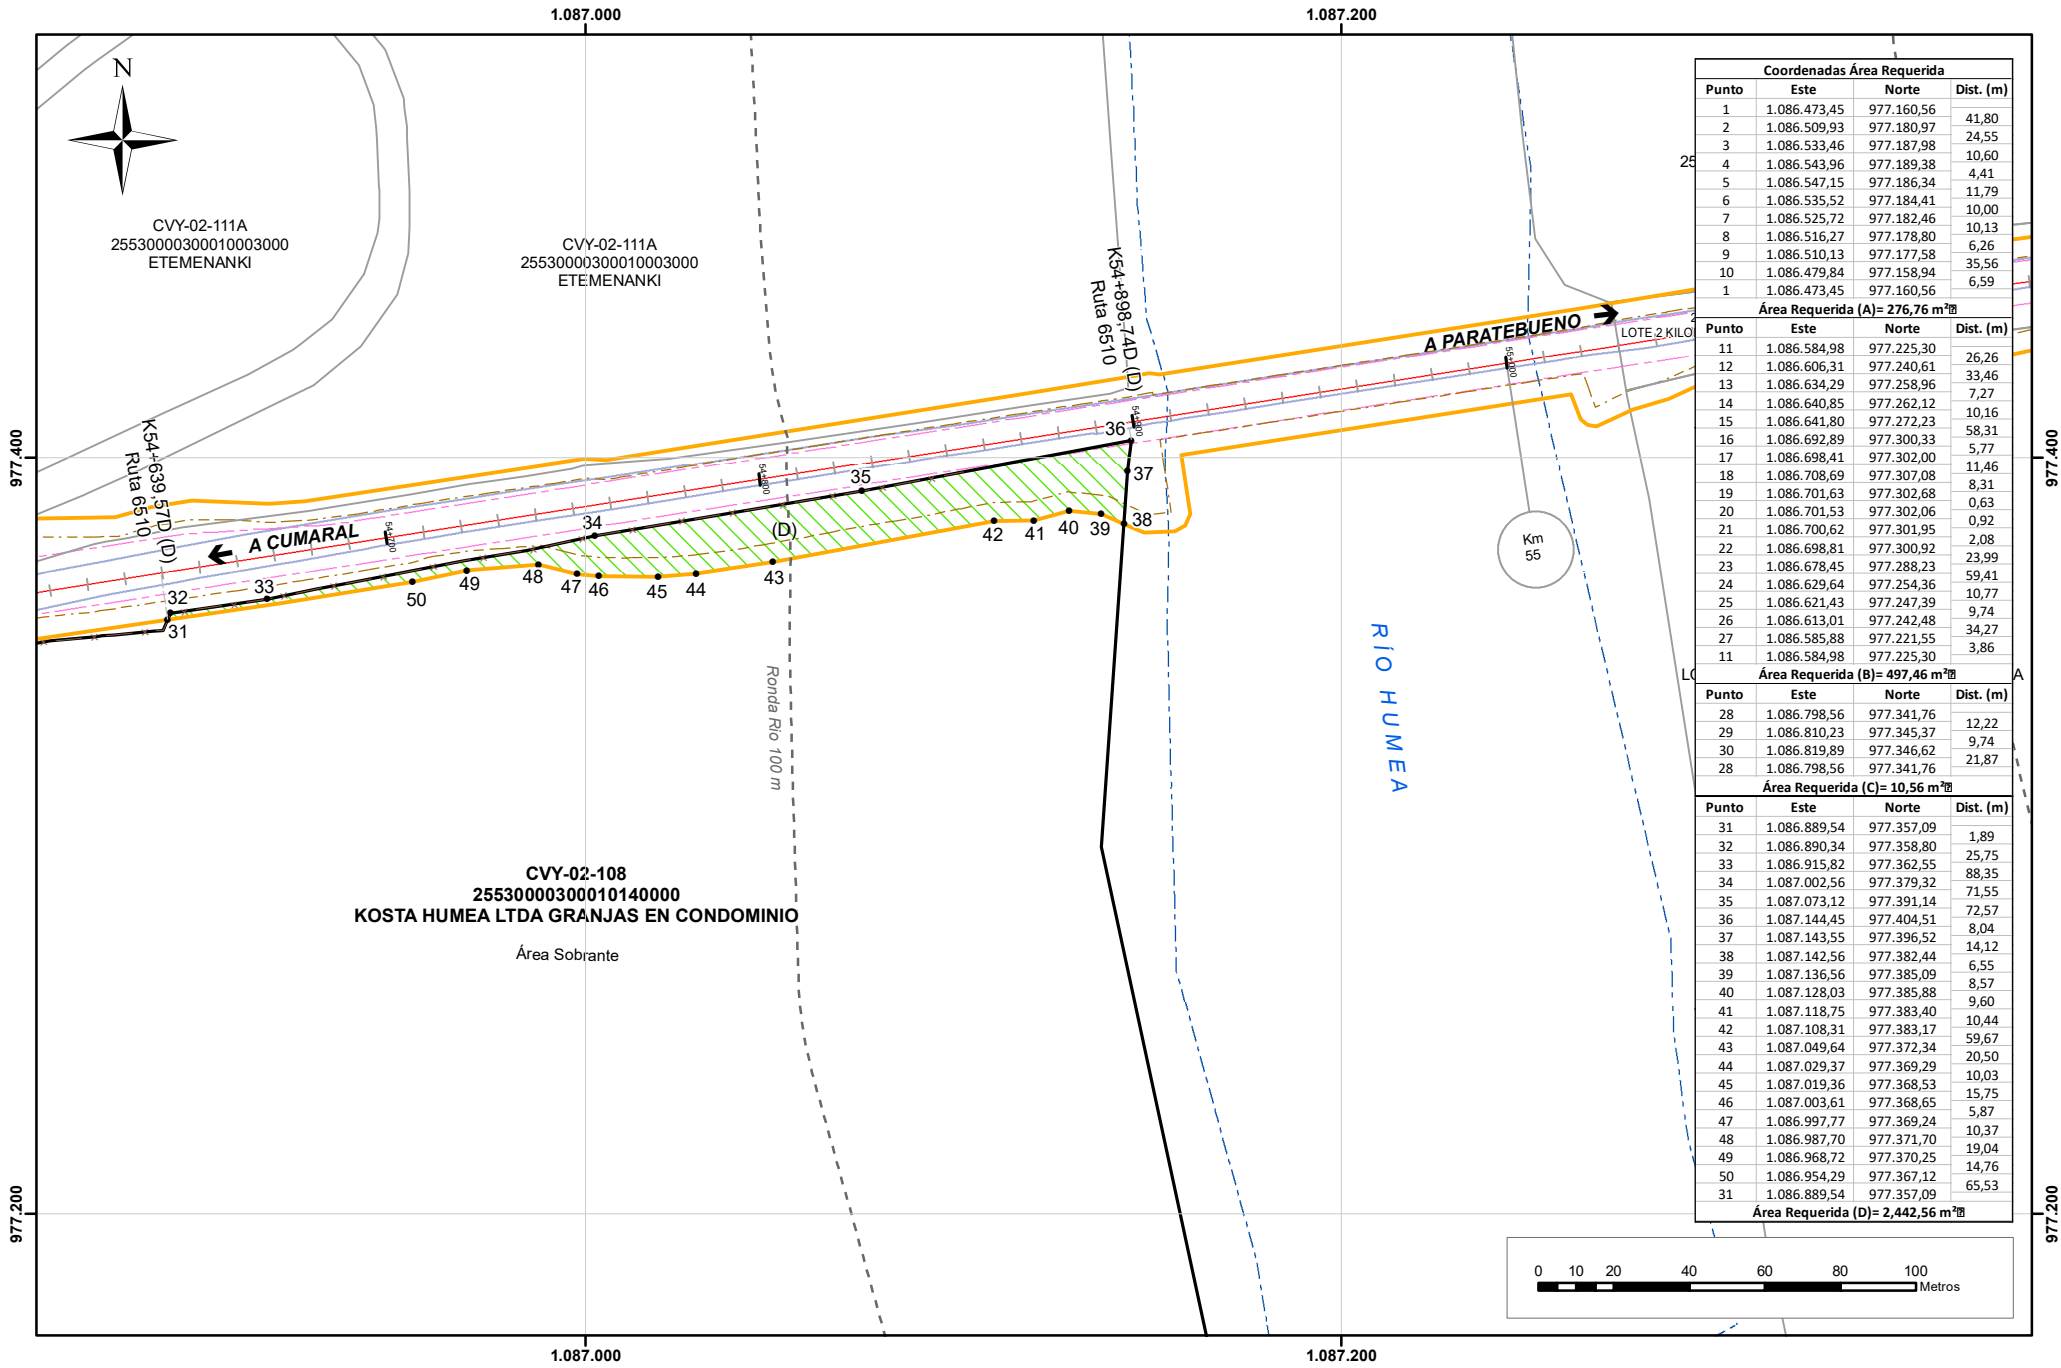 1.087.000
1.087.200
N
CVY-02-111A
25530000300010003000
ETEMENANKI
CVY-02-111A
25530000300010003000
ETEMENANKI
K54+898,74D (D)
Ruta 6510
A PARATEBUENO
LOTE 2 KILO
25
977.400
977.400
K54+639,57D (D)
Ruta 6510
A CUMARAL
54+700
54+800
54+900
55+000
(D)
31
32
33
34
35
36
37
38
39
40
41
42
43
44
45
46
47
48
49
50
Km
55
RÍO HUMEA
Ronda Rio 100 m
LO
A
CVY-02-108
25530000300010140000
KOSTA HUMEA LTDA GRANJAS EN CONDOMINIO
Área Sobrante
977.200
977.200
Coordenadas Área Requerida
Punto Este Norte Dist. (m)
1 1.086.473,45 977.160,56
41,80
2 1.086.509,93 977.180,97
24,55
3 1.086.533,46 977.187,98
10,60
4 1.086.543,96 977.189,38
4,41
5 1.086.547,15 977.186,34
11,79
6 1.086.535,52 977.184,41
10,00
7 1.086.525,72 977.182,46
10,13
8 1.086.516,27 977.178,80
6,26
9 1.086.510,13 977.177,58
35,56
10 1.086.479,84 977.158,94
6,59
1 1.086.473,45 977.160,56
Área Requerida (A)= 276,76 m²
Punto Este Norte Dist. (m)
11 1.086.584,98 977.225,30
26,26
12 1.086.606,31 977.240,61
33,46
13 1.086.634,29 977.258,96
7,27
14 1.086.640,85 977.262,12
10,16
15 1.086.641,80 977.272,23
58,31
16 1.086.692,89 977.300,33
5,77
17 1.086.698,41 977.302,00
11,46
18 1.086.708,69 977.307,08
8,31
19 1.086.701,63 977.302,68
0,63
20 1.086.701,53 977.302,06
0,92
21 1.086.700,62 977.301,95
2,08
22 1.086.698,81 977.300,92
23,99
23 1.086.678,45 977.288,23
59,41
24 1.086.629,64 977.254,36
10,77
25 1.086.621,43 977.247,39
9,74
26 1.086.613,01 977.242,48
34,27
27 1.086.585,88 977.221,55
3,86
11 1.086.584,98 977.225,30
Área Requerida (B)= 497,46 m²
Punto Este Norte Dist. (m)
28 1.086.798,56 977.341,76
12,22
29 1.086.810,23 977.345,37
9,74
30 1.086.819,89 977.346,62
21,87
28 1.086.798,56 977.341,76
Área Requerida (C)= 10,56 m²
Punto Este Norte Dist. (m)
31 1.086.889,54 977.357,09
1,89
32 1.086.890,34 977.358,80
25,75
33 1.086.915,82 977.362,55
88,35
34 1.087.002,56 977.379,32
71,55
35 1.087.073,12 977.391,14
72,57
36 1.087.144,45 977.404,51
8,04
37 1.087.143,55 977.396,52
14,12
38 1.087.142,56 977.382,44
6,55
39 1.087.136,56 977.385,09
8,57
40 1.087.128,03 977.385,88
9,60
41 1.087.118,75 977.383,40
10,44
42 1.087.108,31 977.383,17
59,67
43 1.087.049,64 977.372,34
20,50
44 1.087.029,37 977.369,29
10,03
45 1.087.019,36 977.368,53
15,75
46 1.087.003,61 977.368,65
5,87
47 1.086.997,77 977.369,24
10,37
48 1.086.987,70 977.371,70
19,04
49 1.086.968,72 977.370,25
14,76
50 1.086.954,29 977.367,12
65,53
31 1.086.889,54 977.357,09
Área Requerida (D)= 2,442,56 m²
0 10 20 40 60 80 100
Metros
1.087.000
1.087.200